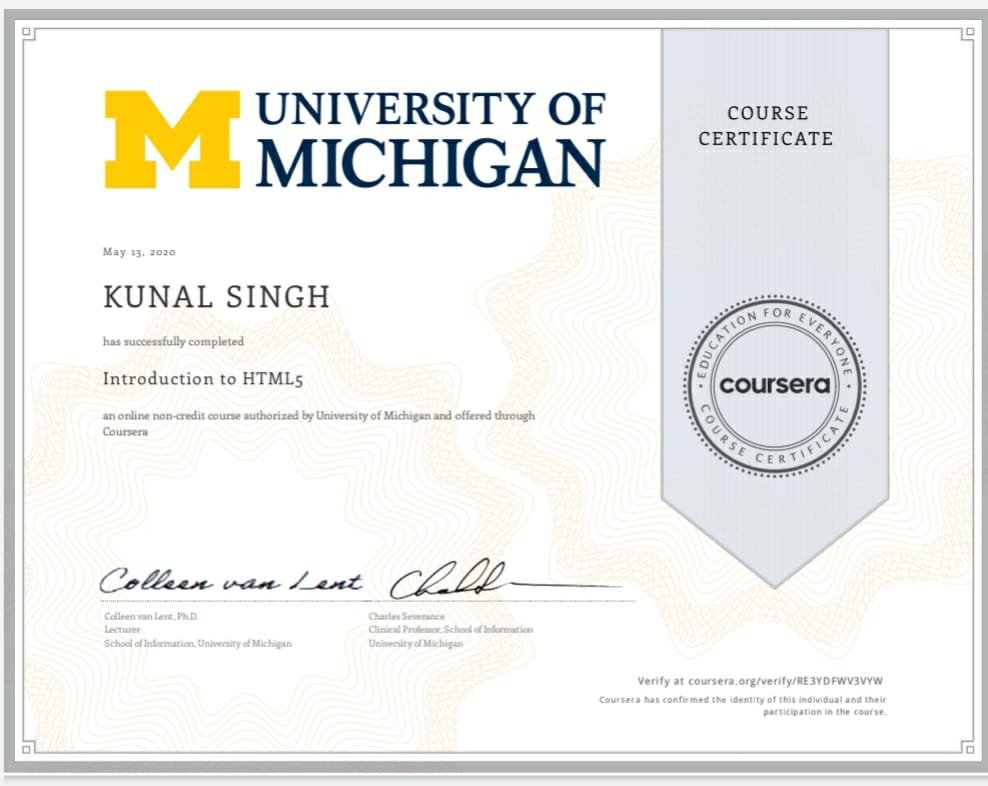 UNIVERSITY OF
MICHIGAN
COURSE
CERTIFICATE
May 13, 2020
KUNAL SINGH
has successfully completed
Introduction to HTML5
an online non-credit course authorized by University of Michigan and offered through
Coursera
EDUCATION FOR EVERYONE
coursera
COURSE CERTIFICATE
Colleen van Lent
Colleen van Lent, Ph.D.
Lecturer
School of Information, University of Michigan
Charles Severance
Clinical Professor, School of Information
University of Michigan
Verify at coursera.org/verify/RE3YDFWV3VYW
Coursera has confirmed the identity of this individual and their
participation in the course.